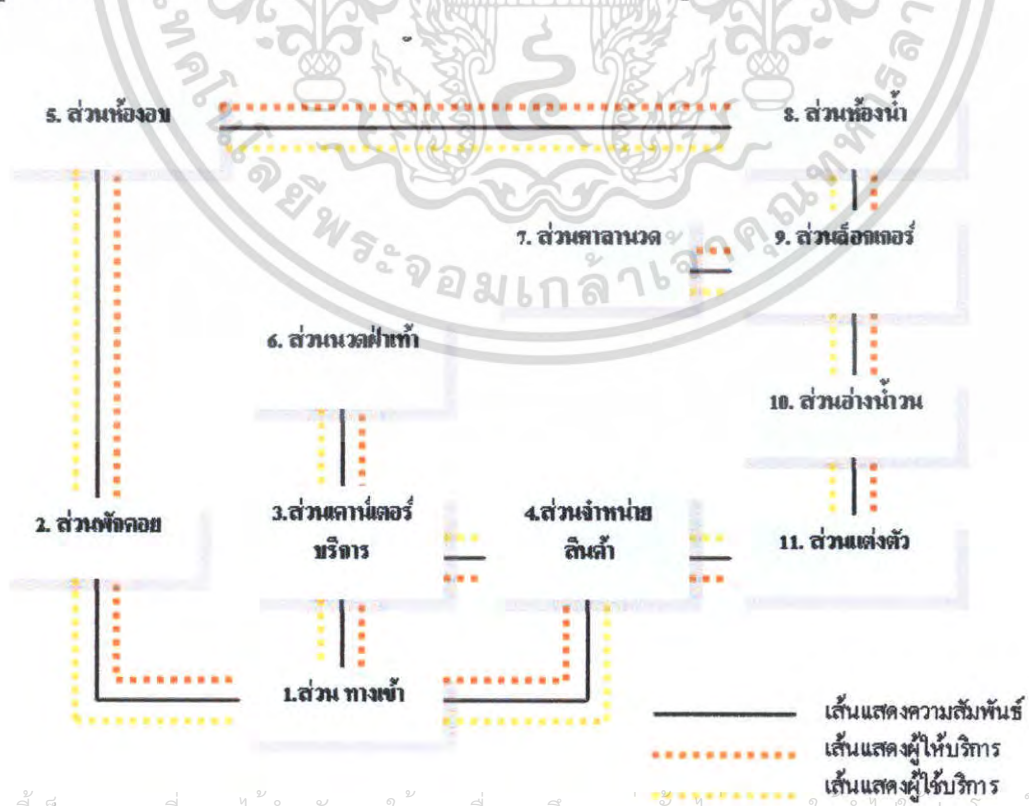 5. ส่วนห้องอบ
8. ส่วนห้องน้ำ
7. ส่วนศาลานวด
9. ส่วนล็อกเกอร์
6. ส่วนนวดฝ่าเท้า
10. ส่วนอ่างน้ำวน
2. ส่วนพักคอย
3.ส่วนเคาน์เตอร์
บริการ
4.ส่วนจำหน่าย
สินค้า
11. ส่วนแต่งตัว
1.ส่วน ทางเข้า
เส้นแสดงความสัมพันธ์
เส้นแสดงผู้ให้บริการ
เส้นแสดงผู้ใช้บริการ